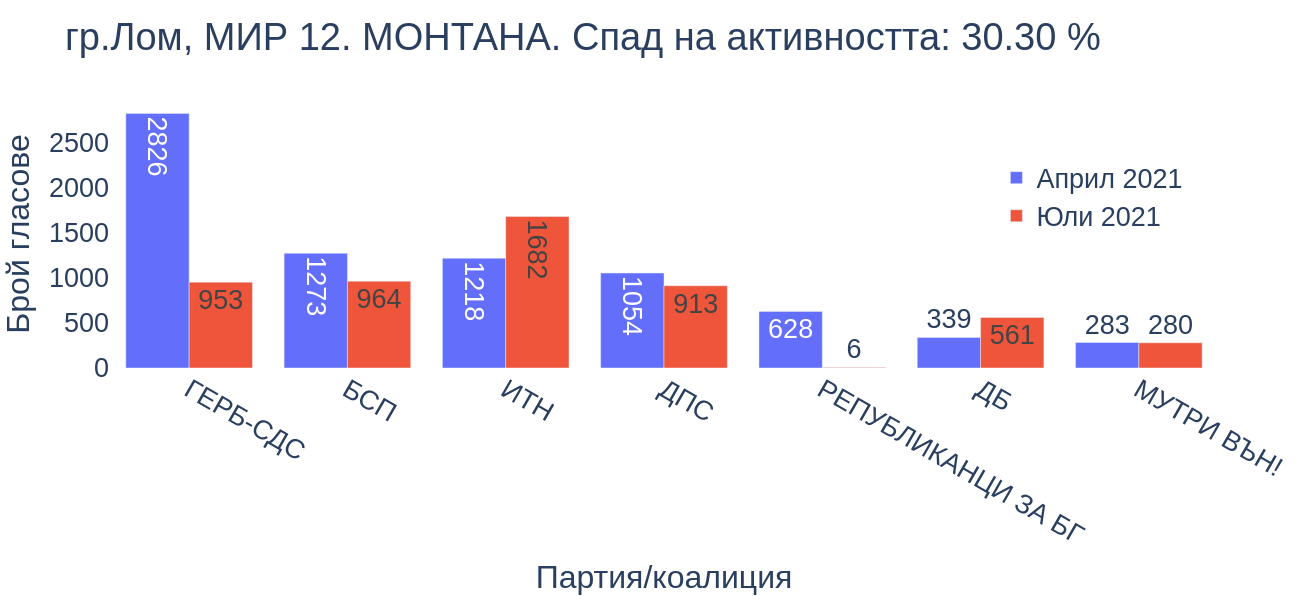 гр.Лом, МИР 12. МОНТАНА. Спад на активността: 30.30 %
Брой гласове
2500
2000
1500
1000
500
0
2826
953
1273
964
1218
1682
1054
913
628
6
339
561
283
280
Април 2021
Юли 2021
ГЕРБ-СДС
БСП
ИТН
ДПС
РЕПУБЛИКАНЦИ ЗА БГ
ДБ
МУТРИ ВЪН!
Партия/коалиция